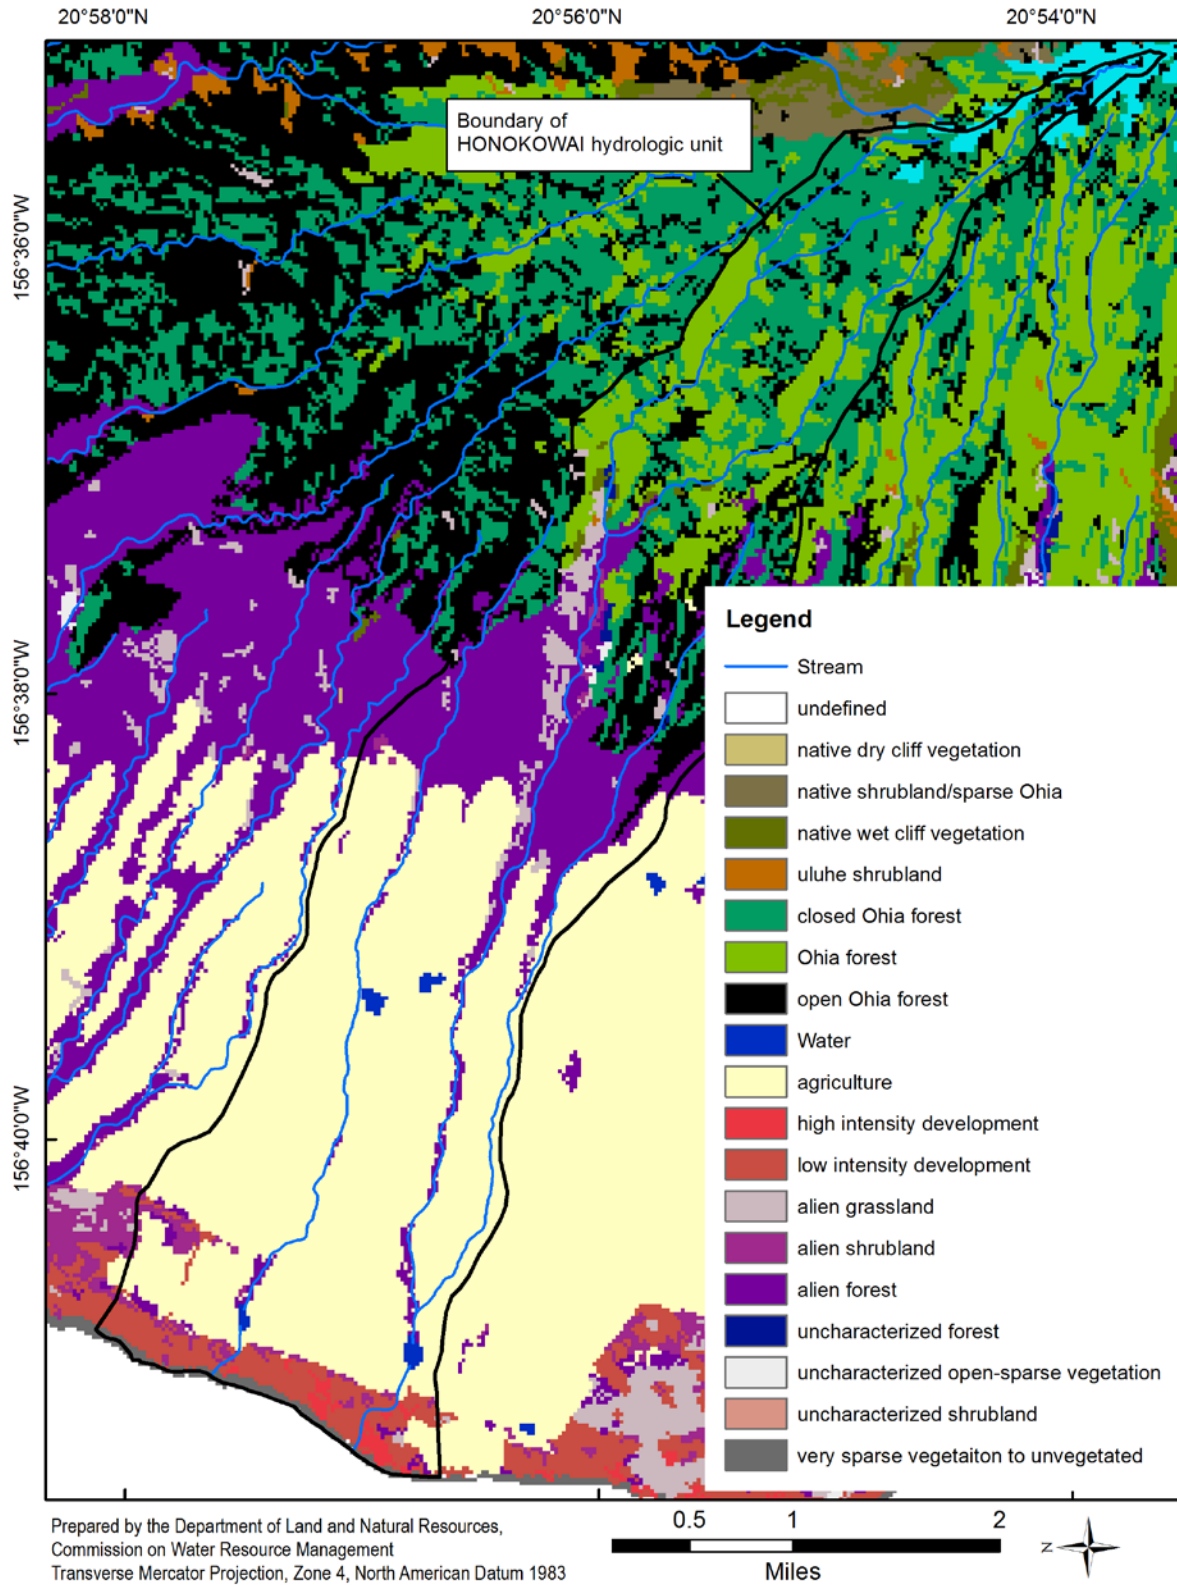 20°58'0"N
20°56'0"N
20°54'0"N
156°36'0"W
156°38'0"W
156°40'0"W
Boundary of
HONOKOWAI hydrologic unit
Legend
Stream
undefined
native dry cliff vegetation
native shrubland/sparse Ohia
native wet cliff vegetation
uluhe shrubland
closed Ohia forest
Ohia forest
open Ohia forest
Water
agriculture
high intensity development
low intensity development
alien grassland
alien shrubland
alien forest
uncharacterized forest
uncharacterized open-sparse vegetation
uncharacterized shrubland
very sparse vegetaiton to unvegetated
Prepared by the Department of Land and Natural Resources,
Commission on Water Resource Management
Transverse Mercator Projection, Zone 4, North American Datum 1983
0.5 1 2
Miles
N